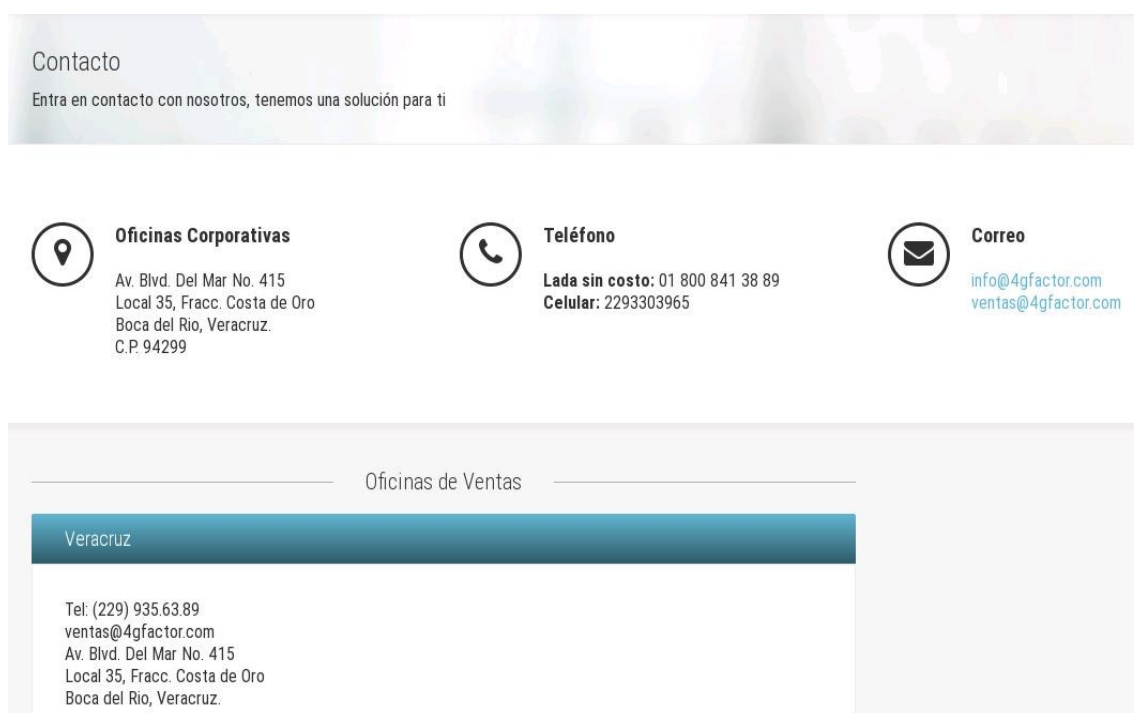 Contacto
Entra en contacto con nosotros, tenemos una solución para ti
Oficinas Corporativas
Av. Blvd. Del Mar No. 415
Local 35, Fracc. Costa de Oro
Boca del Rio, Veracruz.
C.P. 94299
Teléfono
Lada sin costo: 01 800 841 38 89
Celular: 2293303965
Correo
info@4gfactor.com
ventas@4gfactor.com
Oficinas de Ventas
Veracruz
Tel: (229) 935.63.89
ventas@4gfactor.com
Av. Blvd. Del Mar No. 415
Local 35, Fracc. Costa de Oro
Boca del Rio, Veracruz.